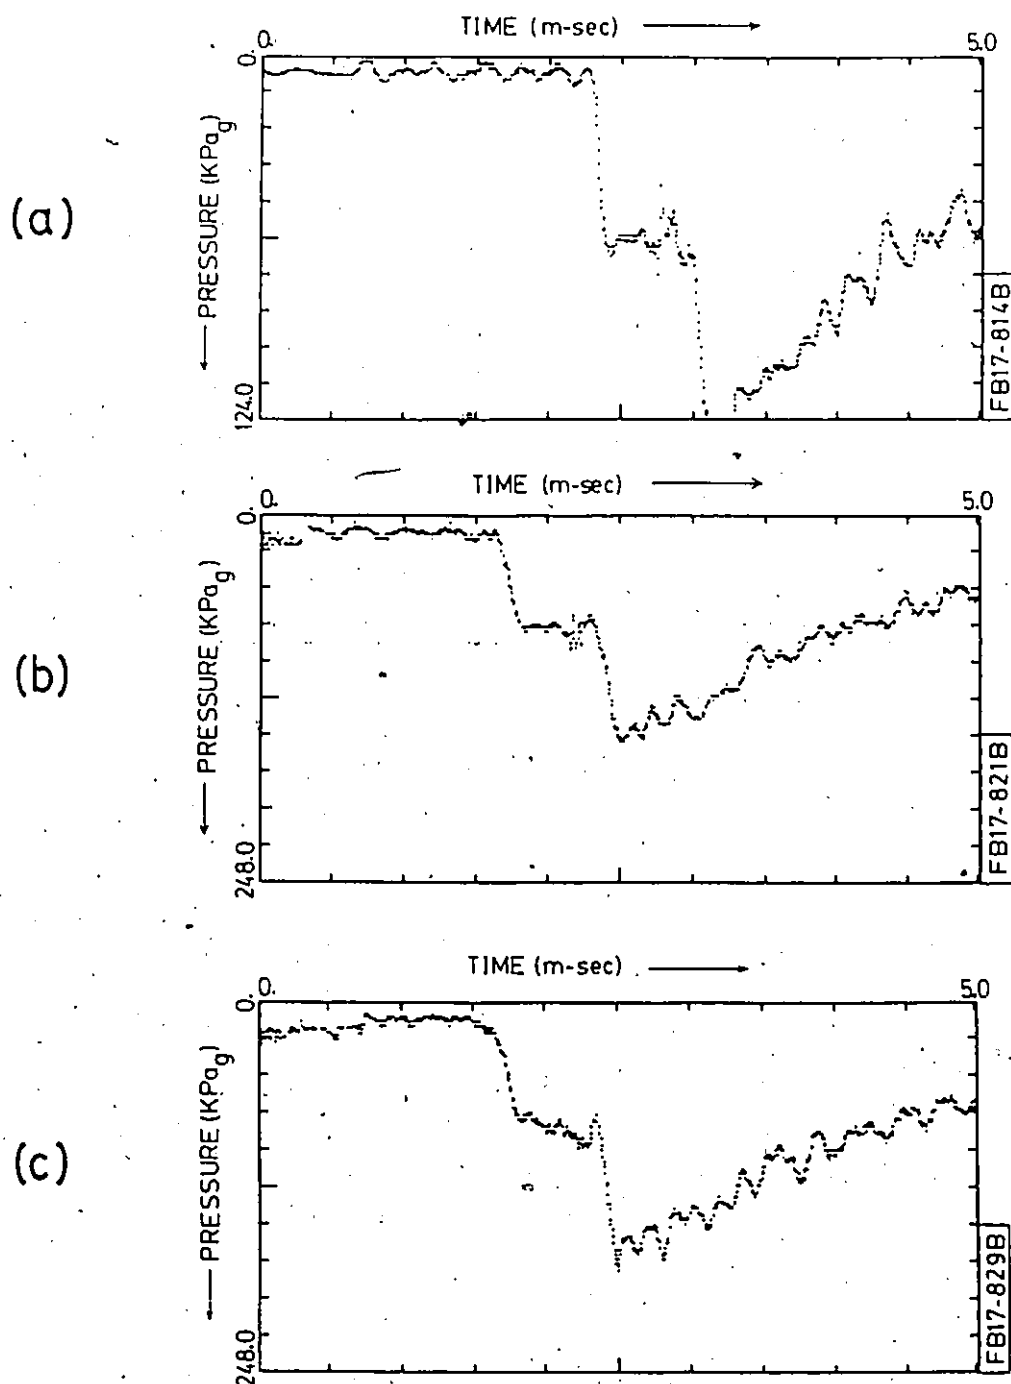 TIME (m-sec)
0. 5.0
0.
PRESSURE (KPag)
124.0
(a)
FB17-814B
TIME (m-sec)
0. 5.0
0.
PRESSURE (KPag)
248.0
(b)
FB17-821B
TIME (m-sec)
0. 5.0
0.
PRESSURE (KPag)
248.0
(c)
FB17-829B